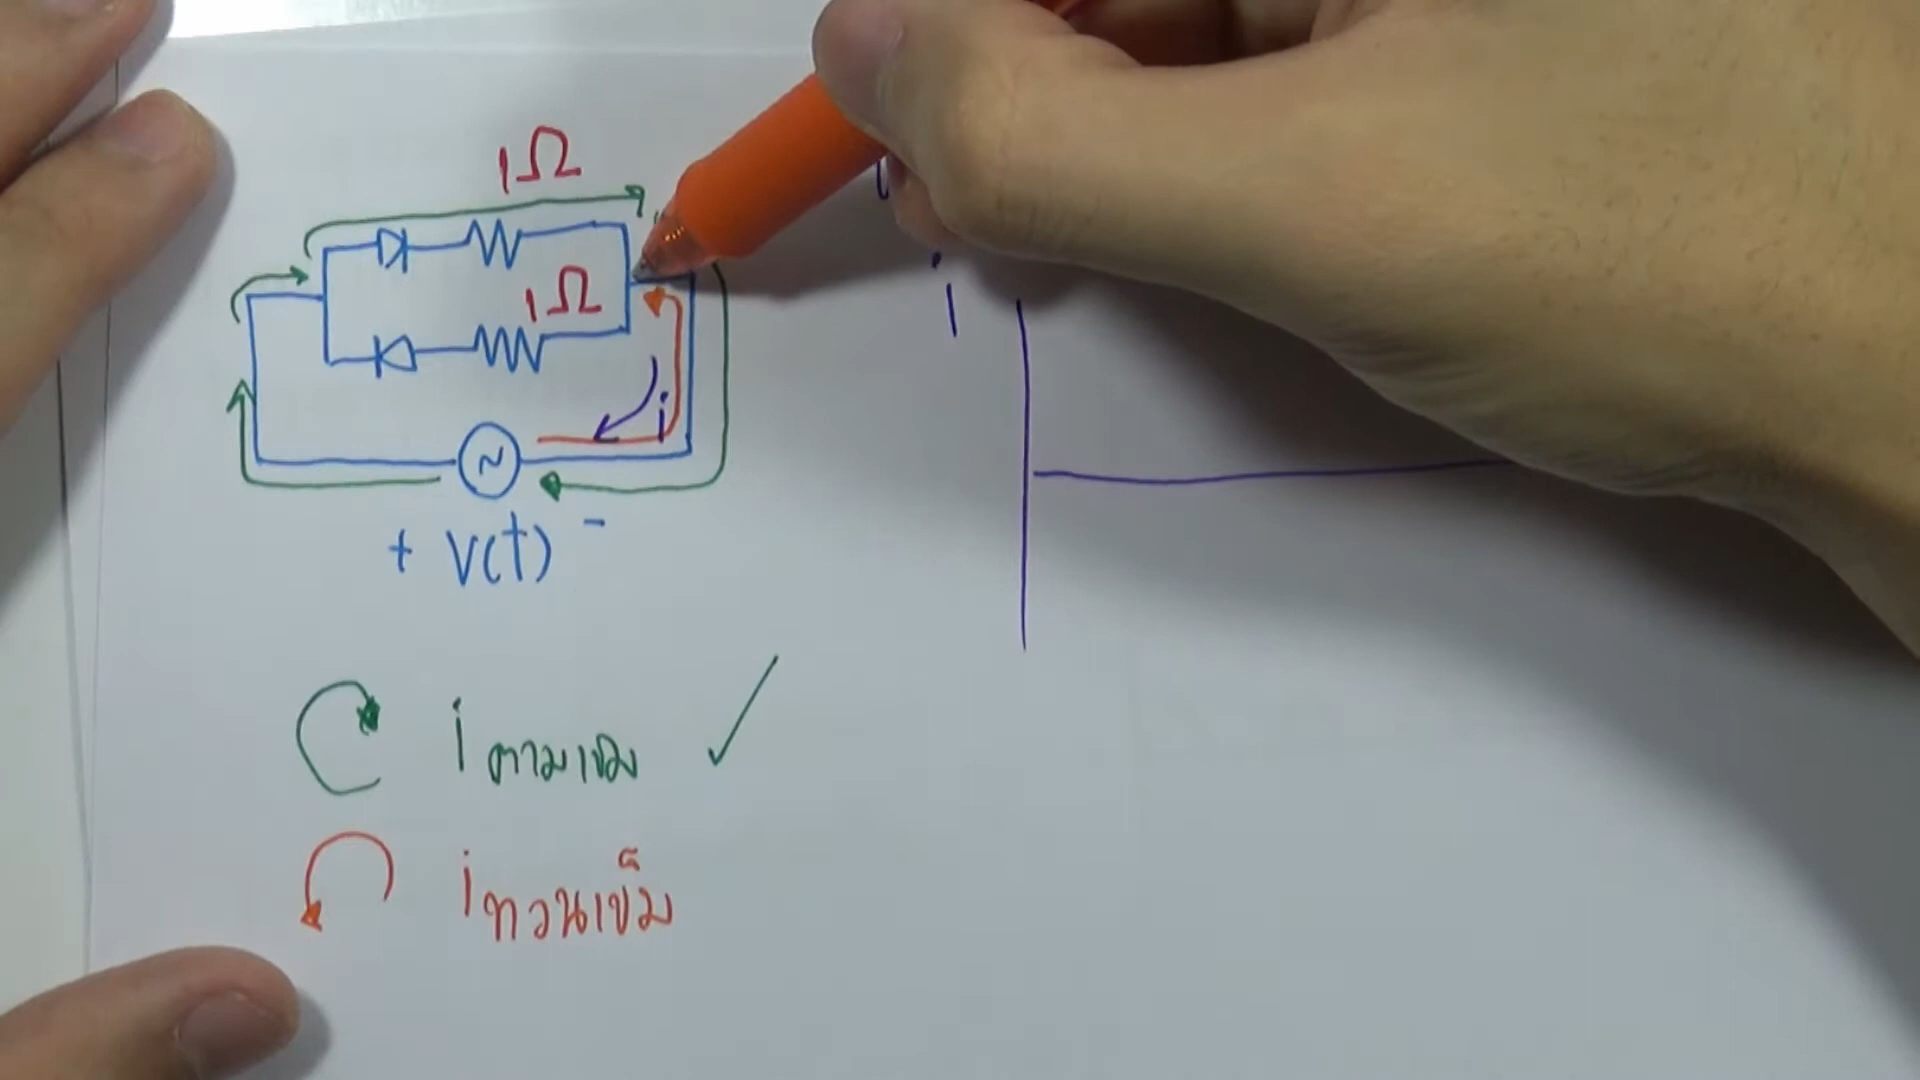 1Ω
1Ω
i
+ V(t) -
i ตามเข็ม ✓
i ทวนเข็ม
i